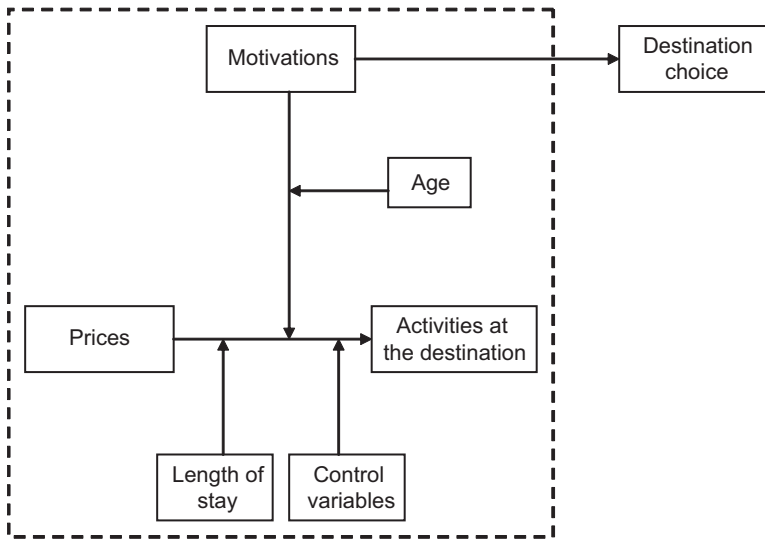 Motivations
Destination
choice
Age
Prices
Activities at
the destination
Length of
stay
Control
variables